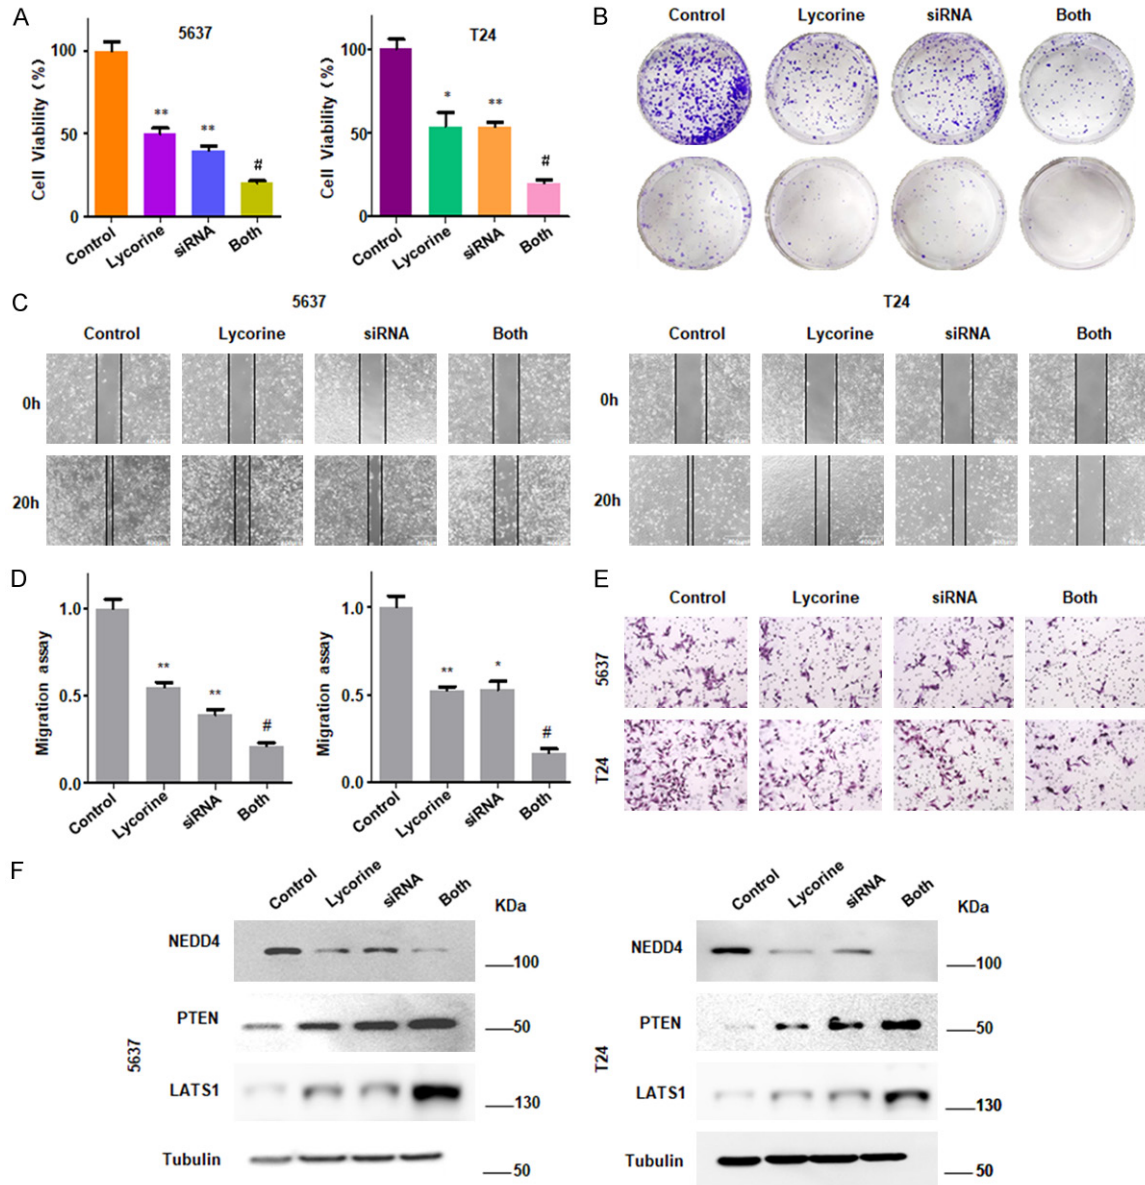 A
5637
Cell Viability (%)
100
50
0
Control
Lycorine
siRNA
Both
**
**
#
T24
Cell Viability (%)
100
50
0
Control
Lycorine
siRNA
Both
*
**
#
B
Control Lycorine siRNA Both
C
5637
Control Lycorine siRNA Both
0h
20h
T24
Control Lycorine siRNA Both
0h
20h
D
Migration assay
1.0
0.5
0.0
Control
Lycorine
siRNA
Both
**
**
#
Migration assay
1.0
0.5
0.0
Control
Lycorine
siRNA
Both
**
*
#
E
Control Lycorine siRNA Both
5637
T24
F
Control Lycorine siRNA Both KDa
NEDD4 100
PTEN 50
LATS1 130
Tubulin 50
5637
Control Lycorine siRNA Both KDa
NEDD4 100
PTEN 50
LATS1 130
Tubulin 50
T24